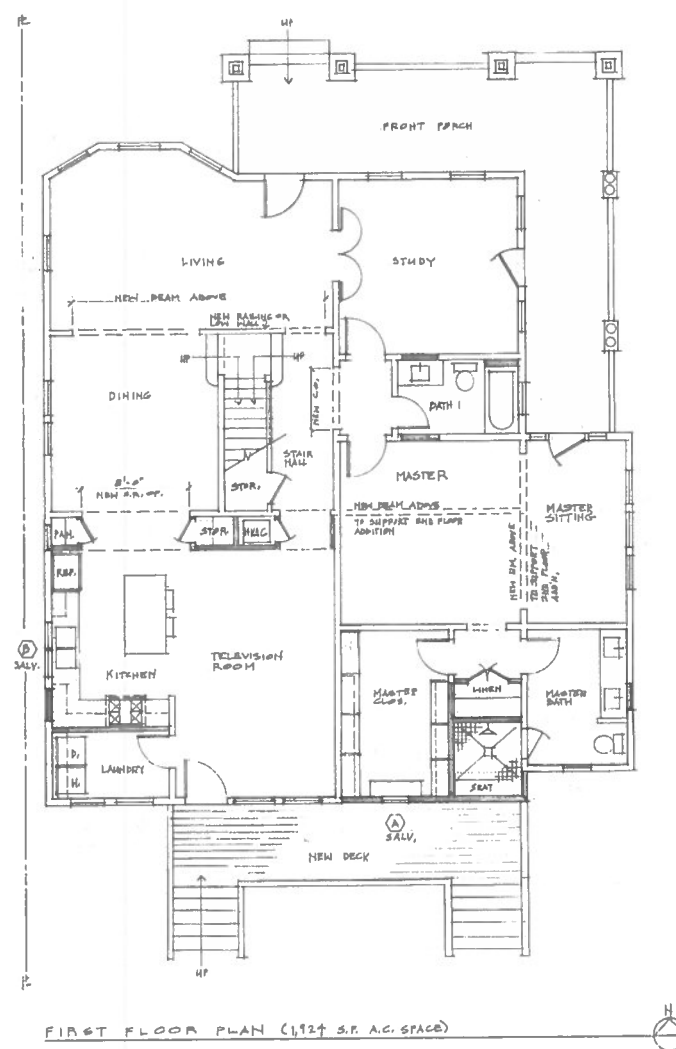 PL
UP
FRONT PORCH
LIVING
STUDY
NEW BEAM ABOVE
NEW RAILING OR
LOW WALL
UP
UP
DINING
NEW C.O.
BATH 1
STAIR
HALL
MASTER
8'-0"
NEW C.O.
STOR.
NEW BEAM ABOVE
TO SUPPORT 2ND FLOOR
ADDITION
MASTER
SITTING
NEW BM. ABOVE
TO SUPPORT
2ND FLOOR
ADD'N.
PAN.
STOR.
HVAC
REF.
B
SALV.
TELEVISION
ROOM
KITCHEN
MASTER
CLOS.
LINEN
MASTER
BATH
D.
W.
LAUNDRY
SEAT
A
SALV.
NEW DECK
UP
PL
FIRST FLOOR PLAN (1,924 S.F. A.C. SPACE)
N